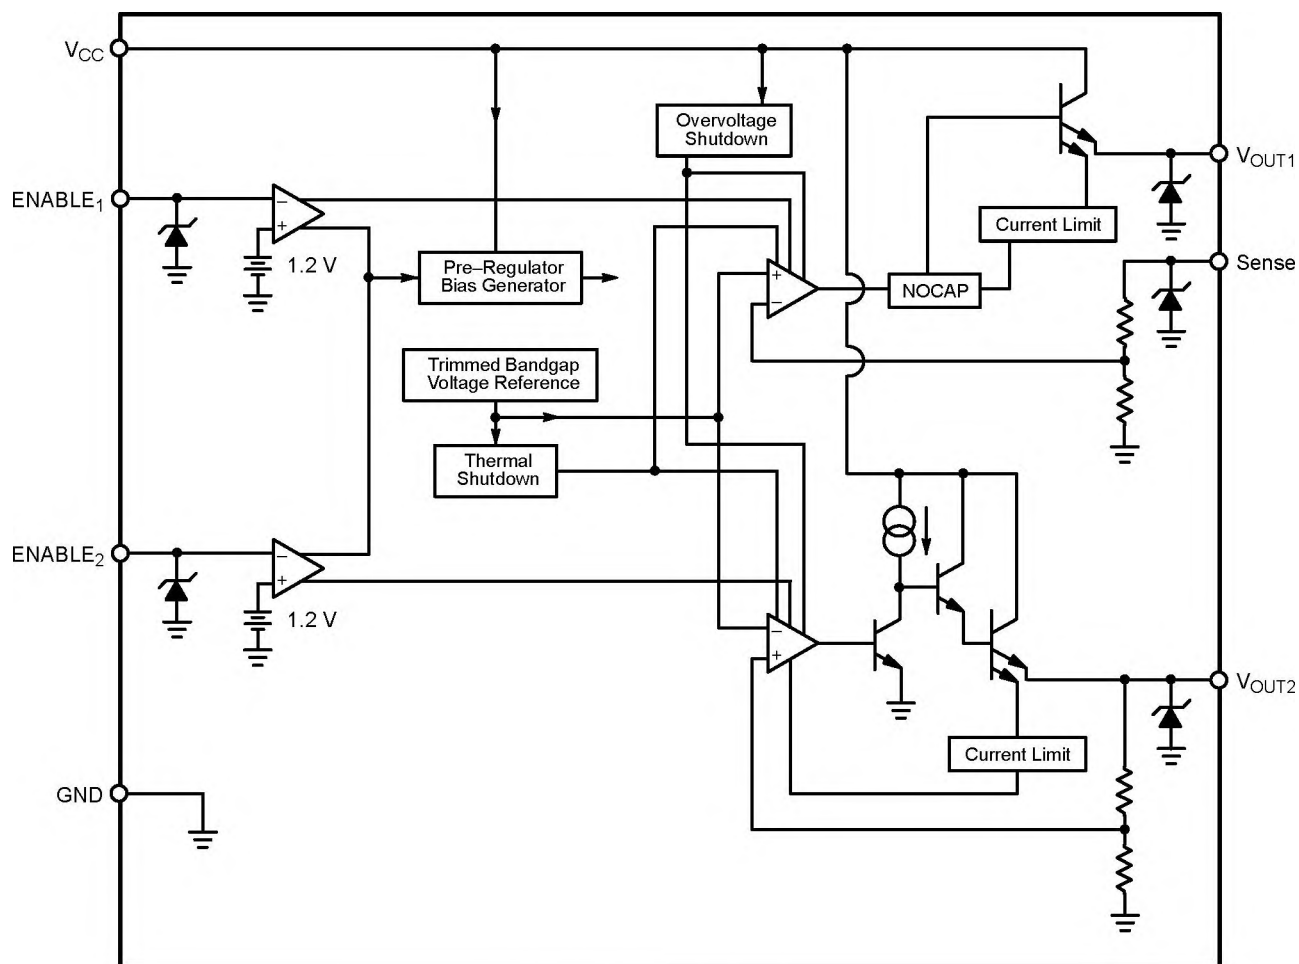 VCC
Overvoltage
Shutdown
VOUT1
ENABLE1
−
+
1.2 V
Current Limit
Pre–Regulator
Bias Generator
+
−
NOCAP
Sense
Trimmed Bandgap
Voltage Reference
Thermal
Shutdown
ENABLE2
−
+
1.2 V
−
+
VOUT2
Current Limit
GND